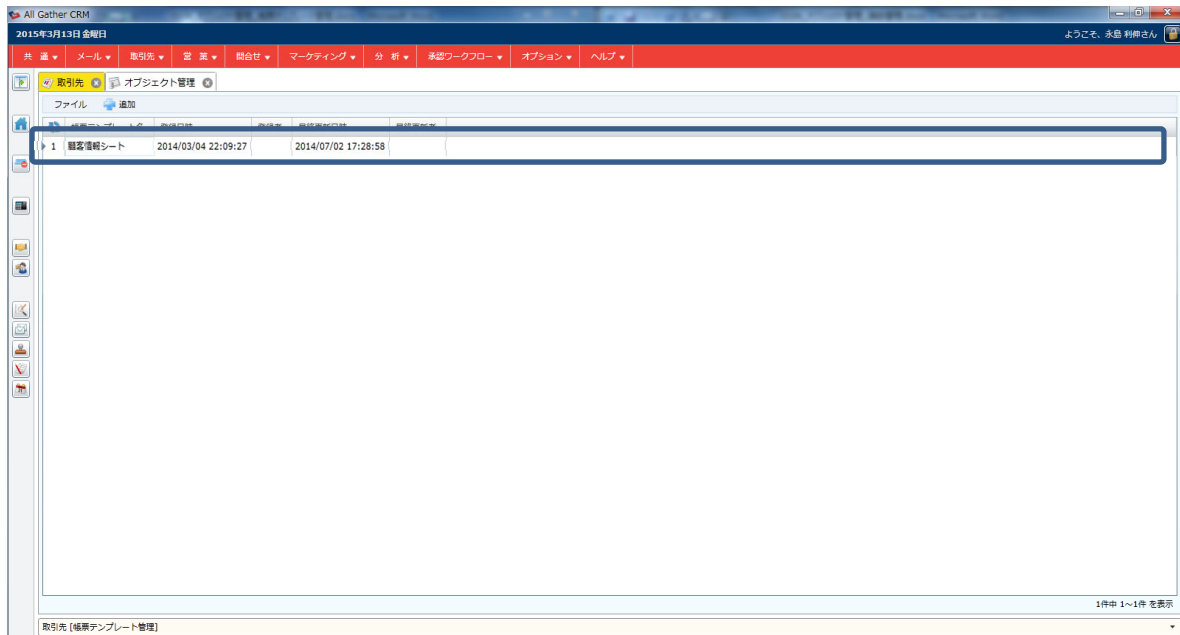 All Gather CRM
2015年3月13日 金曜日 ようこそ、永島 利伸さん
共 通 メール 取引先 営 業 問合せ マーケティング 分 析 承認ワークフロー オプション ヘルプ
取引先 オブジェクト管理
ファイル 追加
1 顧客情報シート 2014/03/04 22:09:27 2014/07/02 17:28:58
1件中 1～1件 を表示
取引先 [帳票テンプレート管理]